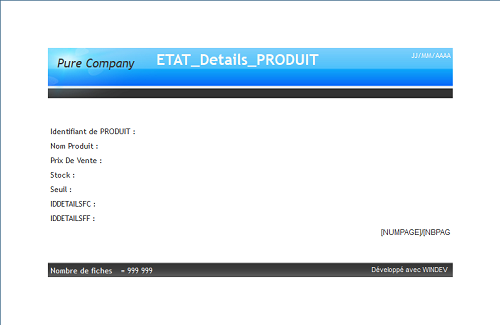 Pure Company ETAT_Details_PRODUIT JJ/MM/AAAA
Identifiant de PRODUIT :
Nom Produit :
Prix De Vente :
Stock :
Seuil :
IDDETAILSFC :
IDDETAILSFF :
[NUMPAGE]/[NBPAG
Nombre de fiches = 999 999 Développé avec WINDEV